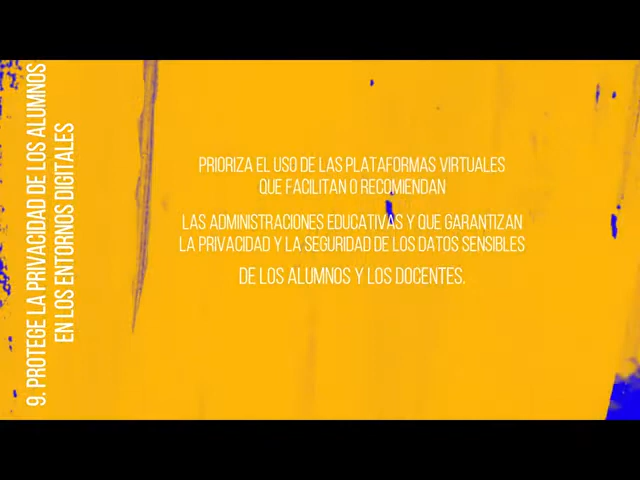 9. PROTEGE LA PRIVACIDAD DE LOS ALUMNOS
EN LOS ENTORNOS DIGITALES
PRIORIZA EL USO DE LAS PLATAFORMAS VIRTUALES
QUE FACILITAN O RECOMIENDAN
LAS ADMINISTRACIONES EDUCATIVAS Y QUE GARANTIZAN
LA PRIVACIDAD Y LA SEGURIDAD DE LOS DATOS SENSIBLES
DE LOS ALUMNOS Y LOS DOCENTES.